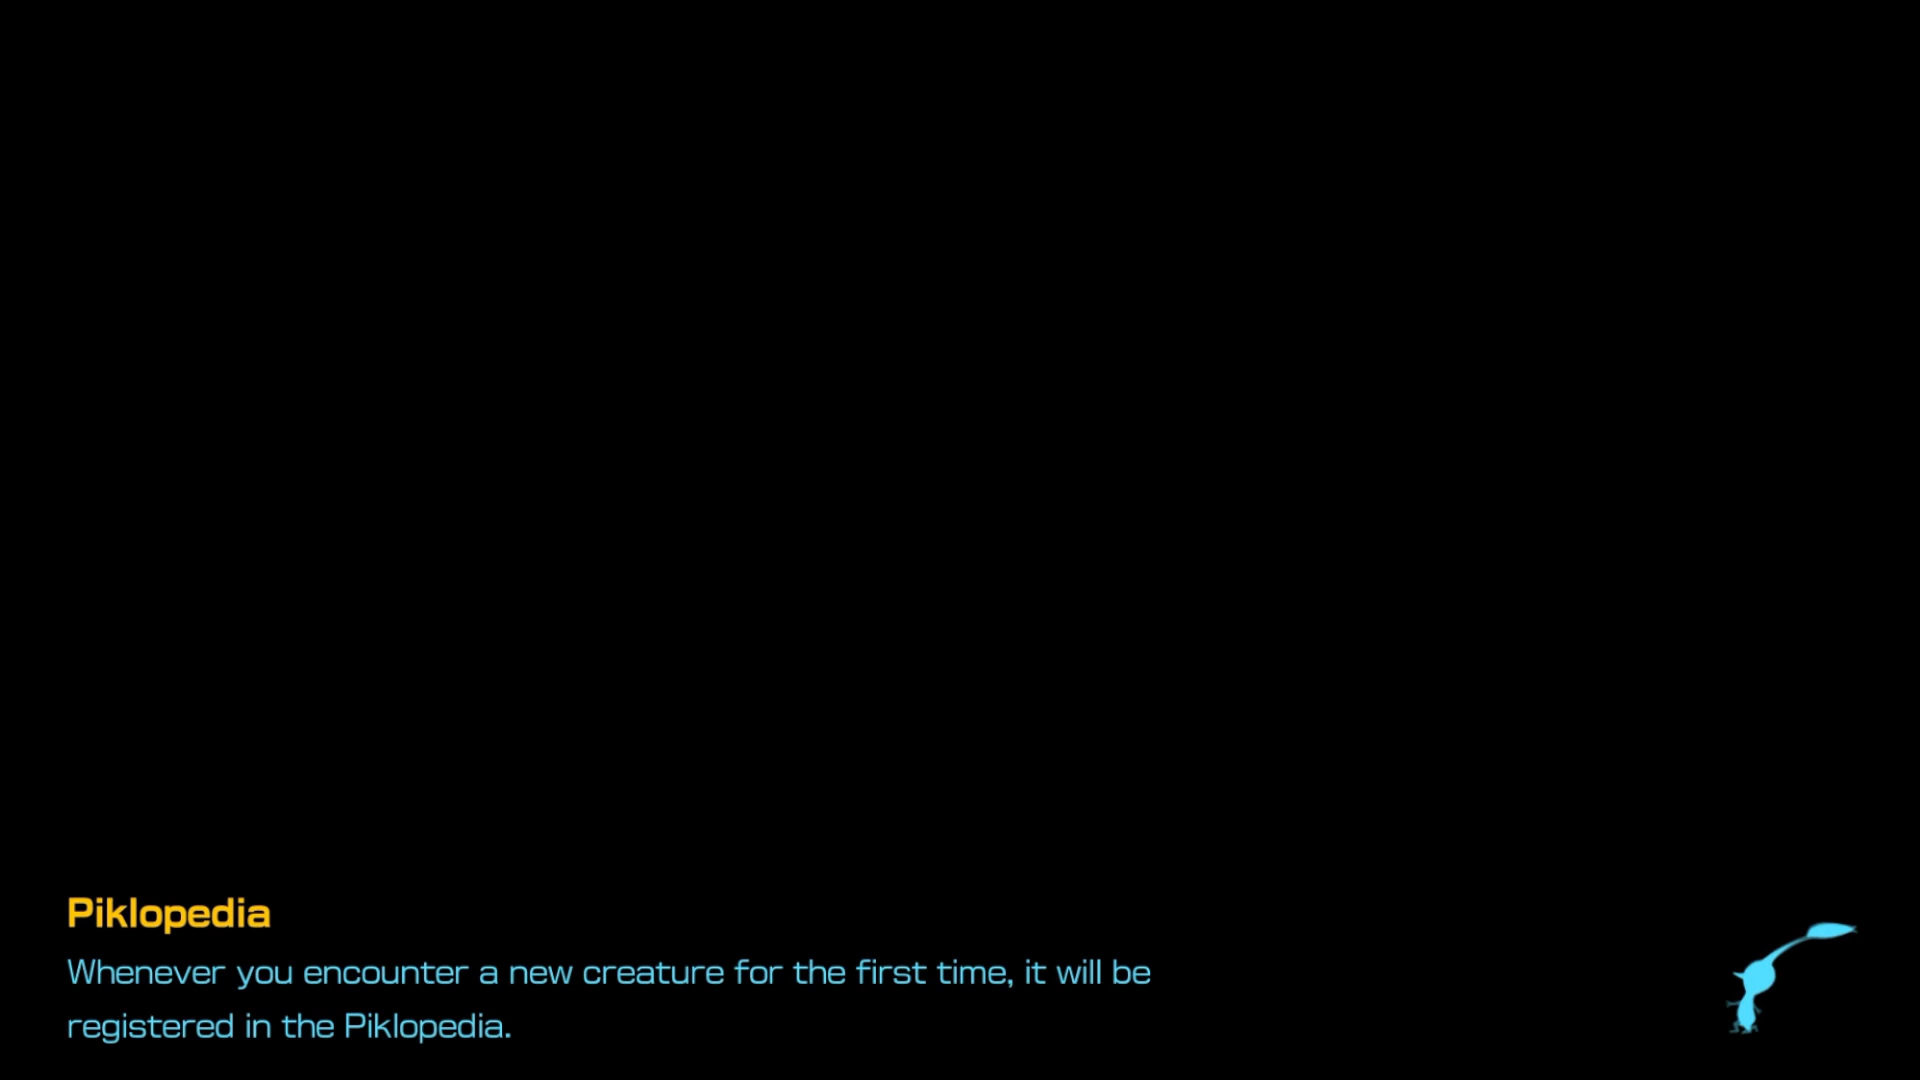 Piklopedia
Whenever you encounter a new creature for the first time, it will be
registered in the Piklopedia.